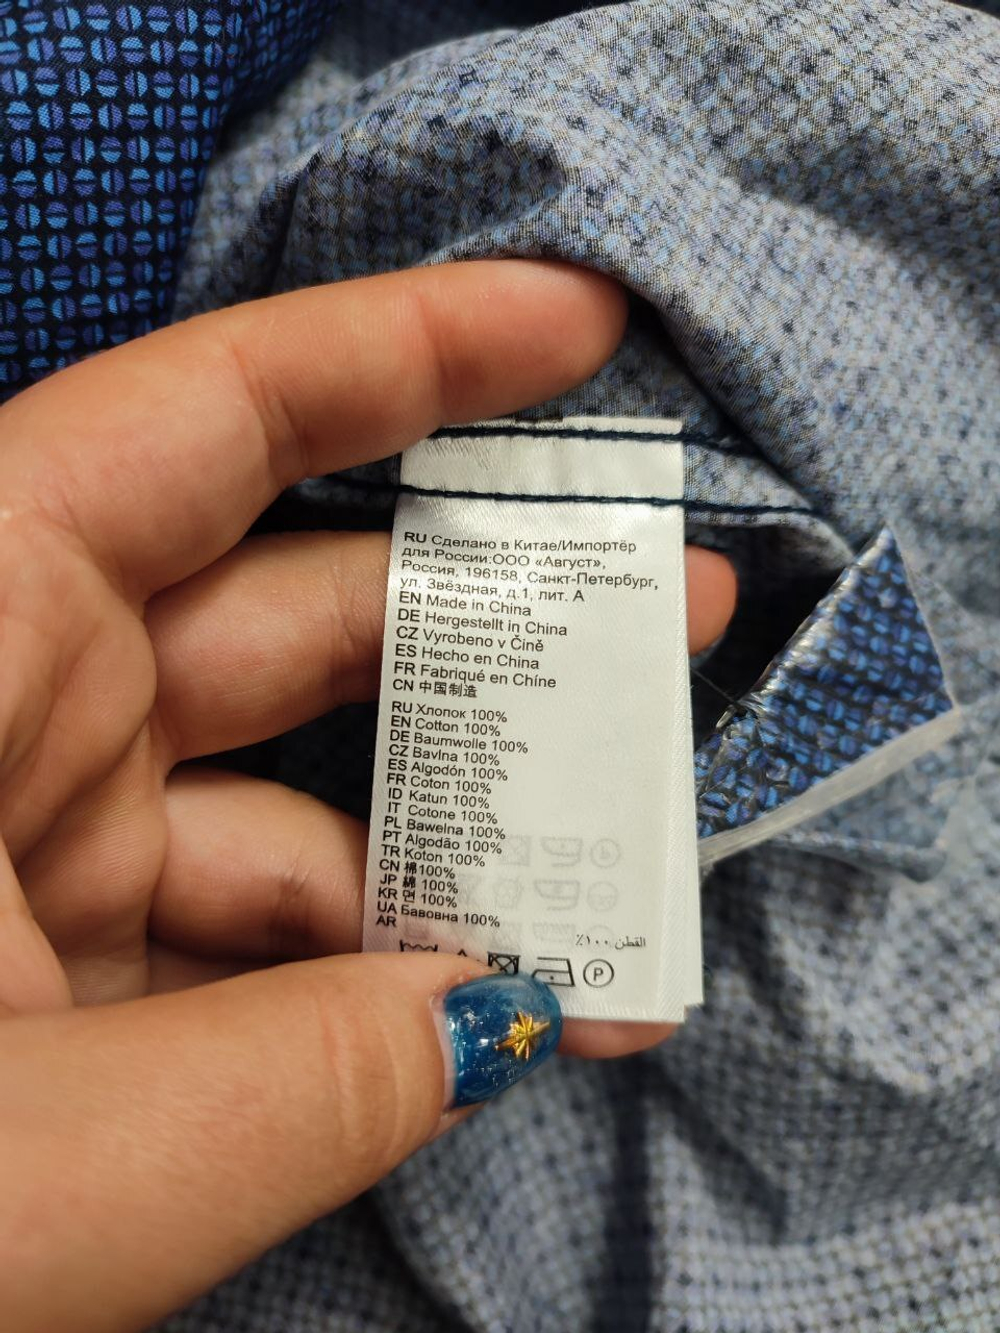 RU Сделано в Китае/Импортёр
для России:ООО «Август»,
Россия, 196158, Санкт-Петербург,
ул. Звёздная, д.1, лит. А
EN Made in China
DE Hergestellt in China
CZ Vyrobeno v Čině
ES Hecho en China
FR Fabriqué en Chíne
CN 中国制造
RU Хлопок 100%
EN Cotton 100%
DE Baumwolle 100%
CZ Bavlna 100%
ES Algodón 100%
FR Coton 100%
ID Katun 100%
IT Cotone 100%
PL Bawelna 100%
PT Algodão 100%
TR Koton 100%
CN 棉100%
JP 綿 100%
KR 면 100%
UA Бавовна 100%
AR
القطن ١٠٠٪
P